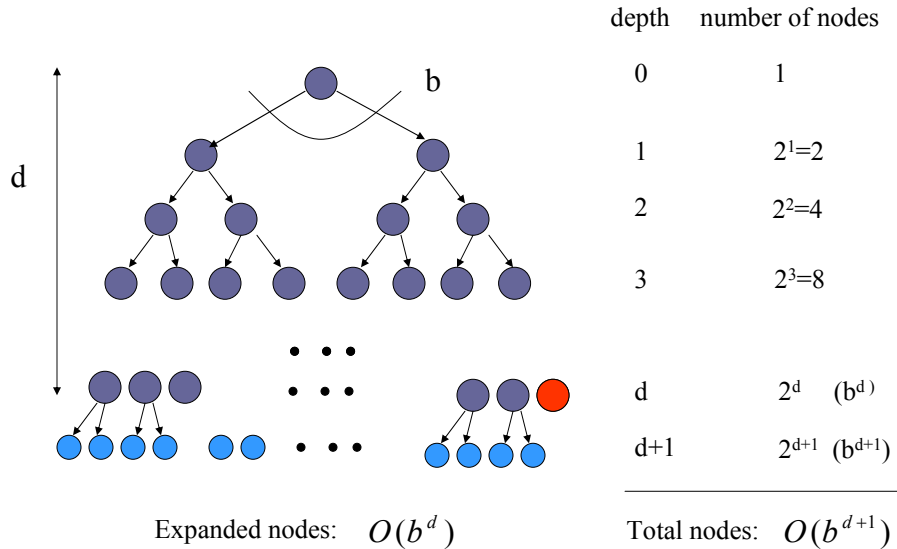 depth number of nodes
0 1
b
1 2¹=2
d
2 2²=4
3 2³=8
d 2ᵈ (bᵈ)
d+1 2ᵈ⁺¹ (bᵈ⁺¹)
Expanded nodes: O(bᵈ) Total nodes: O(bᵈ⁺¹)